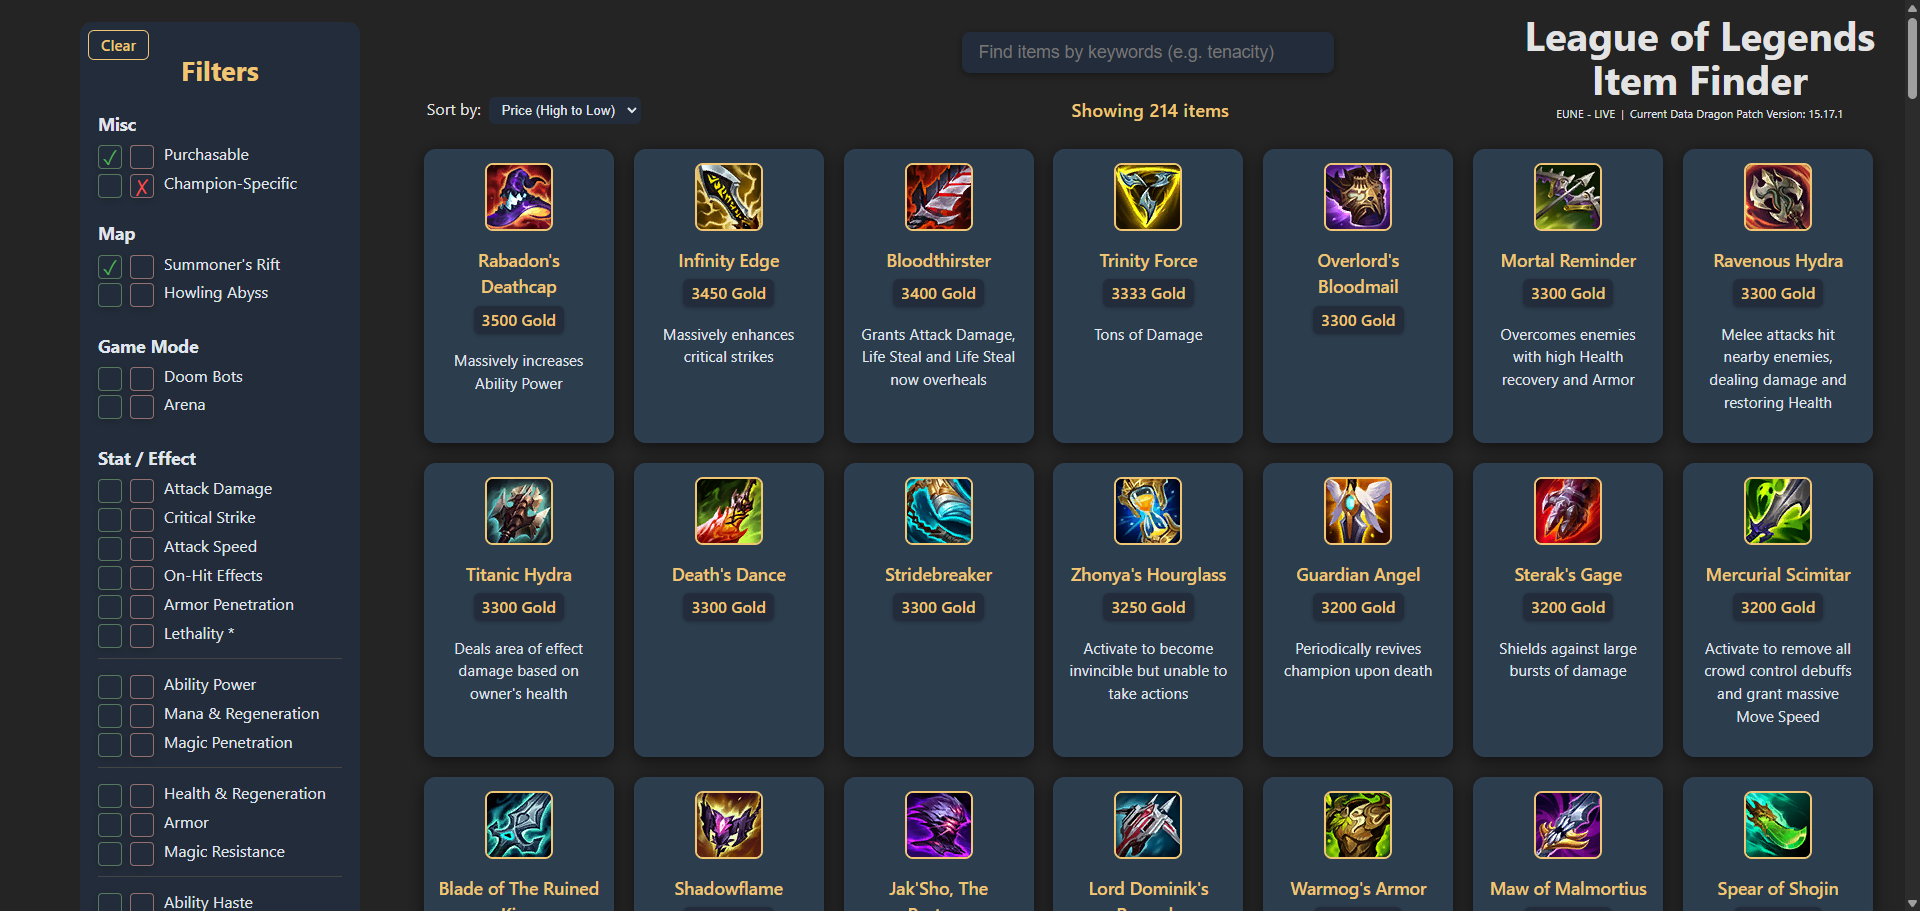 Clear
Filters
Misc
Purchasable
Champion-Specific
Map
Summoner's Rift
Howling Abyss
Game Mode
Doom Bots
Arena
Stat / Effect
Attack Damage
Critical Strike
Attack Speed
On-Hit Effects
Armor Penetration
Lethality *
Ability Power
Mana & Regeneration
Magic Penetration
Health & Regeneration
Armor
Magic Resistance
Ability Haste
Find items by keywords (e.g. tenacity)
League of Legends
Item Finder
EUNE - LIVE | Current Data Dragon Patch Version: 15.17.1
Sort by: Price (High to Low)
Showing 214 items
Rabadon's
Deathcap
3500 Gold
Massively increases
Ability Power
Infinity Edge
3450 Gold
Massively enhances
critical strikes
Bloodthirster
3400 Gold
Grants Attack Damage,
Life Steal and Life Steal
now overheals
Trinity Force
3333 Gold
Tons of Damage
Overlord's
Bloodmail
3300 Gold
Mortal Reminder
3300 Gold
Overcomes enemies
with high Health
recovery and Armor
Ravenous Hydra
3300 Gold
Melee attacks hit
nearby enemies,
dealing damage and
restoring Health
Titanic Hydra
3300 Gold
Deals area of effect
damage based on
owner's health
Death's Dance
3300 Gold
Stridebreaker
3300 Gold
Zhonya's Hourglass
3250 Gold
Activate to become
invincible but unable to
take actions
Guardian Angel
3200 Gold
Periodically revives
champion upon death
Sterak's Gage
3200 Gold
Shields against large
bursts of damage
Mercurial Scimitar
3200 Gold
Activate to remove all
crowd control debuffs
and grant massive
Move Speed
Blade of The Ruined
Shadowflame
Jak'Sho, The
Lord Dominik's
Warmog's Armor
Maw of Malmortius
Spear of Shojin